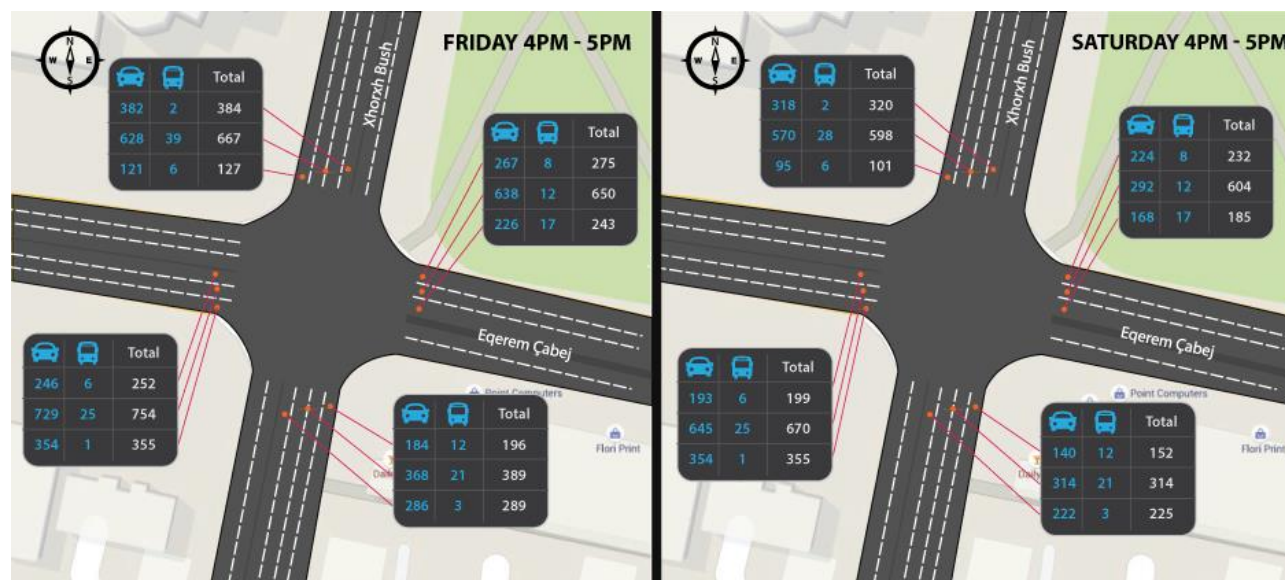 FRIDAY 4PM - 5PM
N
W E
S
Xhorxh Bush
Total
382 2 384
628 39 667
121 6 127
Total
267 8 275
638 12 650
226 17 243
Eqerem Çabej
Total
246 6 252
729 25 754
354 1 355
Point Computers
Total
184 12 196
368 21 389
286 3 289
Flori Print
SATURDAY 4PM - 5PM
N
W E
S
Xhorxh Bush
Total
318 2 320
570 28 598
95 6 101
Total
224 8 232
292 12 604
168 17 185
Eqerem Çabej
Total
193 6 199
645 25 670
354 1 355
Point Computers
Total
140 12 152
314 21 314
222 3 225
Flori Print